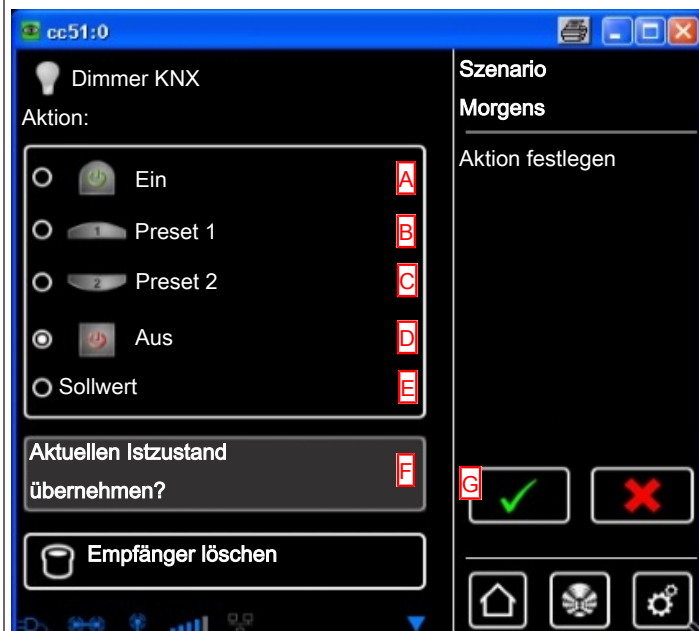 cc51:0
Dimmer KNX
Aktion:
Ein
A
1
Preset 1
B
2
Preset 2
C
Aus
D
Sollwert
E
Aktuellen Istzustand
übernehmen?
F
Empfänger löschen
Szenario
Morgens
Aktion festlegen
G